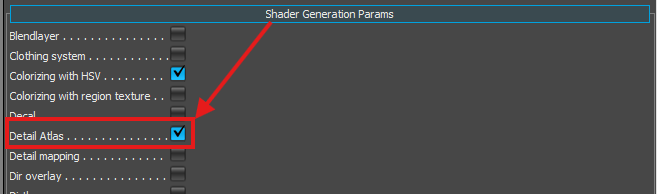 Shader Generation Params
Blendlayer . . . . . . . . . . . . . . .
Clothing system . . . . . . . . . . . .
Colorizing with HSV . . . . . . . . .
Colorizing with region texture . .
Decal
Detail Atlas . . . . . . . . . . . . . . .
Detail mapping . . . . . . . . . . . .
Dir overlay . . . . . . . . . . . . . . .